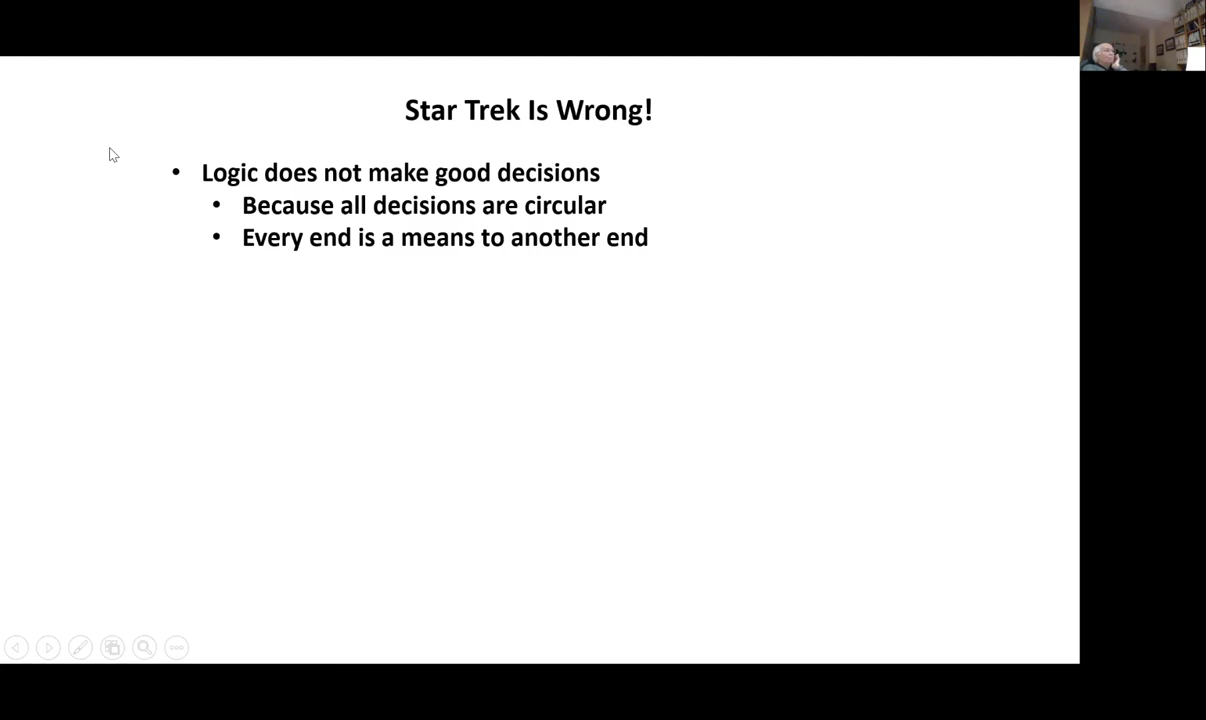 Star Trek Is Wrong!
• Logic does not make good decisions
• Because all decisions are circular
• Every end is a means to another end